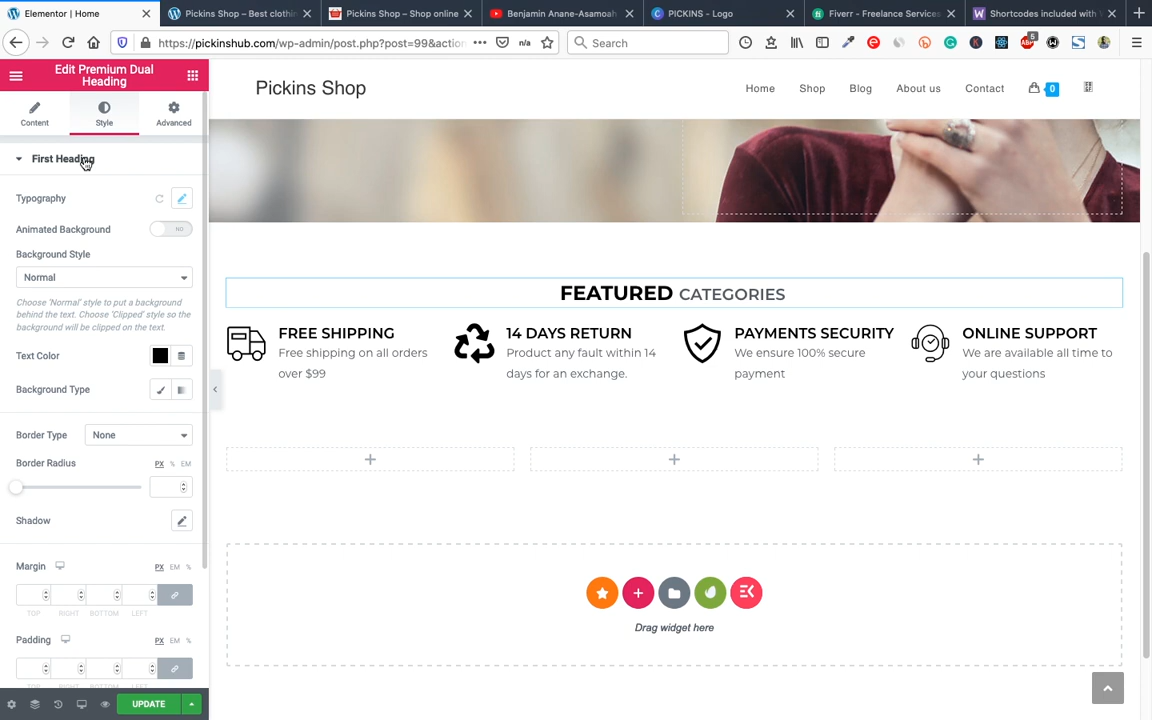 Elementor | Home
Pickins Shop – Best clothin
Pickins Shop – Shop online
Benjamin Anane-Asamoah
PICKINS - Logo
Fiverr - Freelance Services
Shortcodes included with
https://pickinshub.com/wp-admin/post.php?post=99&action
n/a
Search
ABP
5
Edit Premium Dual
Heading
Content
Style
Advanced
First Heading
Typography
Animated Background
NO
Background Style
Normal
Choose 'Normal' style to put a background
behind the text. Choose 'Clipped' style so the
background will be clipped on the text.
Text Color
Background Type
Border Type
None
Border Radius
PX % EM
Shadow
Margin
PX EM %
TOP RIGHT BOTTOM LEFT
Padding
PX EM %
TOP RIGHT BOTTOM LEFT
UPDATE
Pickins Shop
Home
Shop
Blog
About us
Contact
0
FEATURED CATEGORIES
FREE SHIPPING
Free shipping on all orders
over $99
14 DAYS RETURN
Product any fault within 14
days for an exchange.
PAYMENTS SECURITY
We ensure 100% secure
payment
ONLINE SUPPORT
We are available all time to
your questions
Drag widget here